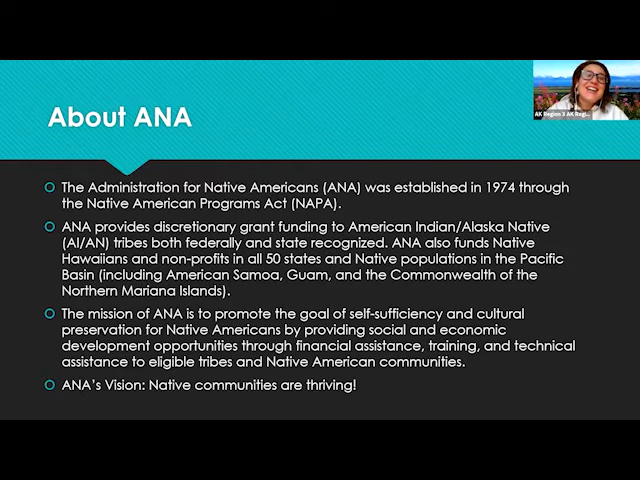 About ANA
AK Region 3 AK Regi...
The Administration for Native Americans (ANA) was established in 1974 through
the Native American Programs Act (NAPA).
ANA provides discretionary grant funding to American Indian/Alaska Native
(AI/AN) tribes both federally and state recognized. ANA also funds Native
Hawaiians and non-profits in all 50 states and Native populations in the Pacific
Basin (including American Samoa, Guam, and the Commonwealth of the
Northern Mariana Islands).
The mission of ANA is to promote the goal of self-sufficiency and cultural
preservation for Native Americans by providing social and economic
development opportunities through financial assistance, training, and technical
assistance to eligible tribes and Native American communities.
ANA's Vision: Native communities are thriving!